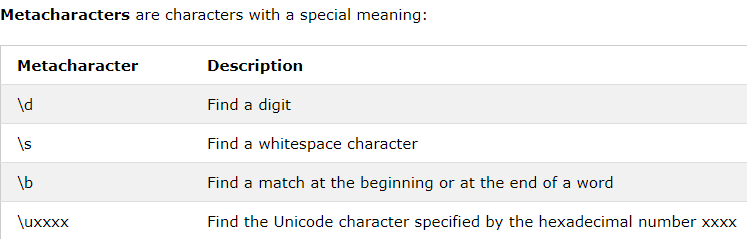 Metacharacters are characters with a special meaning:
Metacharacter Description
\d Find a digit
\s Find a whitespace character
\b Find a match at the beginning or at the end of a word
\uxxxx Find the Unicode character specified by the hexadecimal number xxxx